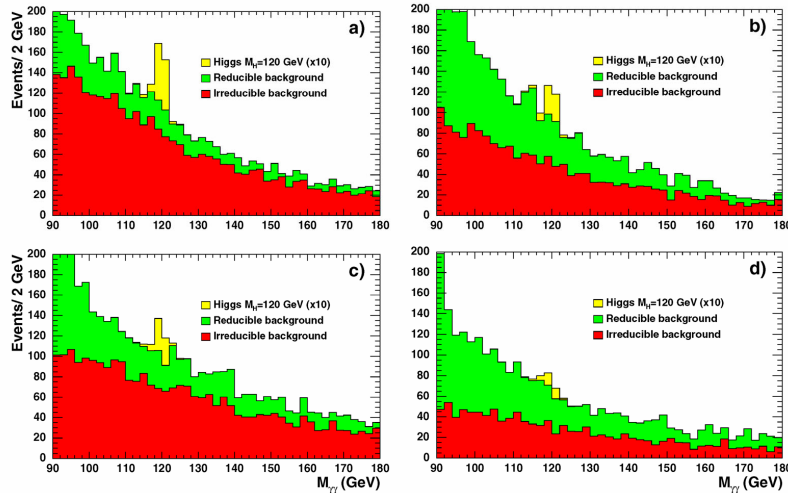 a)
Events/ 2 GeV
200
180
160
140
120
100
80
60
40
20
0
Higgs M_H=120 GeV (x10)
Reducible background
Irreducible background
90 100 110 120 130 140 150 160 170 180
b)
200
180
160
140
120
100
80
60
40
20
0
Higgs M_H=120 GeV (x10)
Reducible background
Irreducible background
90 100 110 120 130 140 150 160 170 180
c)
Events/ 2 GeV
200
180
160
140
120
100
80
60
40
20
0
Higgs M_H=120 GeV (x10)
Reducible background
Irreducible background
90 100 110 120 130 140 150 160 170 180
M_γγ (GeV)
d)
200
180
160
140
120
100
80
60
40
20
0
Higgs M_H=120 GeV (x10)
Reducible background
Irreducible background
90 100 110 120 130 140 150 160 170 180
M_γγ (GeV)